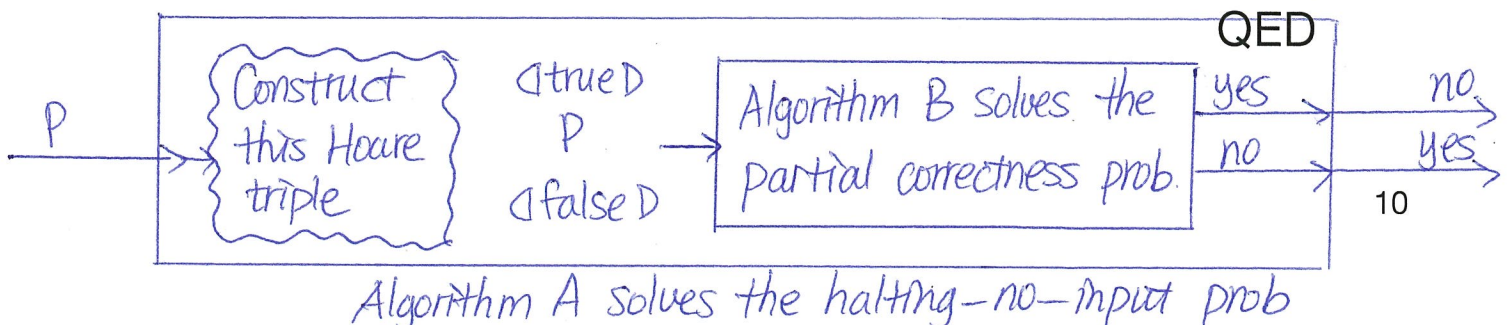 QED
P
Construct
this Hoare
triple
⦇true⦈
P
⦇false⦈
Algorithm B solves the
partial correctness prob.
yes
no
no
yes
10
Algorithm A solves the halting-no-input prob